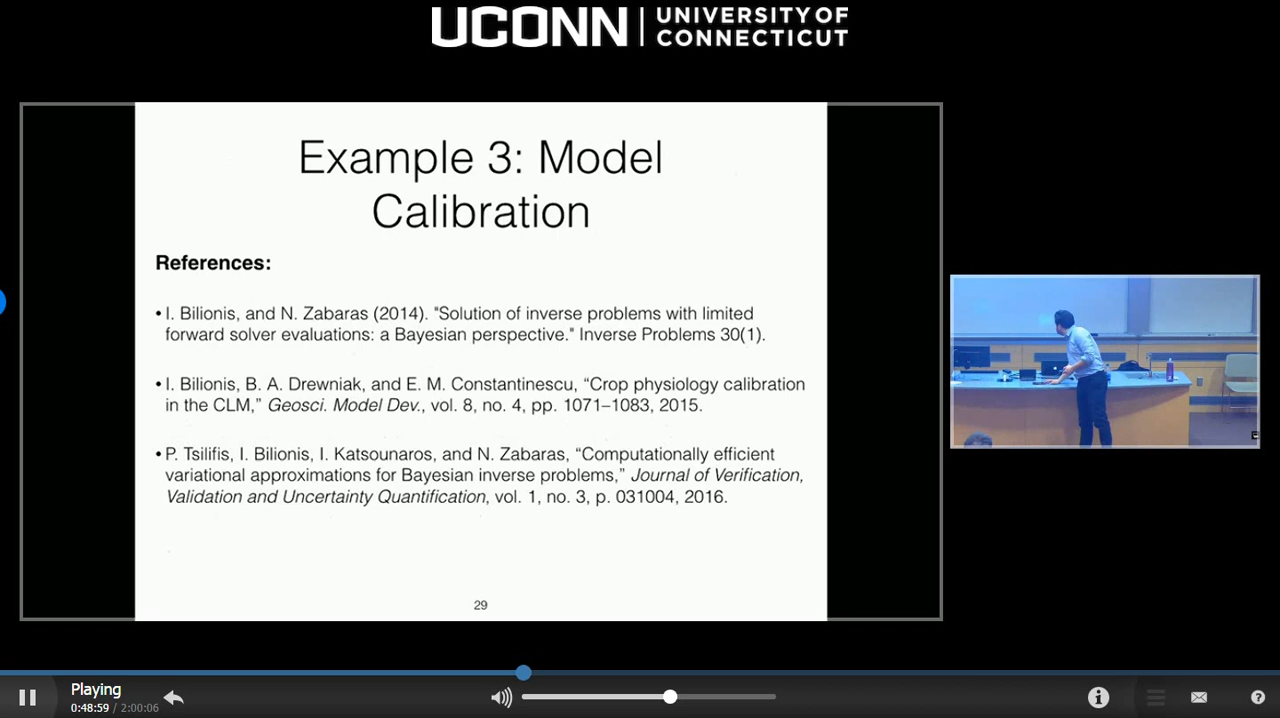 UCONN | UNIVERSITY OF
CONNECTICUT
Example 3: Model
Calibration
References:
• I. Bilionis, and N. Zabaras (2014). "Solution of inverse problems with limited
forward solver evaluations: a Bayesian perspective." Inverse Problems 30(1).
• I. Bilionis, B. A. Drewniak, and E. M. Constantinescu, “Crop physiology calibration
in the CLM,” Geosci. Model Dev., vol. 8, no. 4, pp. 1071–1083, 2015.
• P. Tsilifis, I. Bilionis, I. Katsounaros, and N. Zabaras, “Computationally efficient
variational approximations for Bayesian inverse problems,” Journal of Verification,
Validation and Uncertainty Quantification, vol. 1, no. 3, p. 031004, 2016.
29
Playing
0:48:59 / 2:00:06